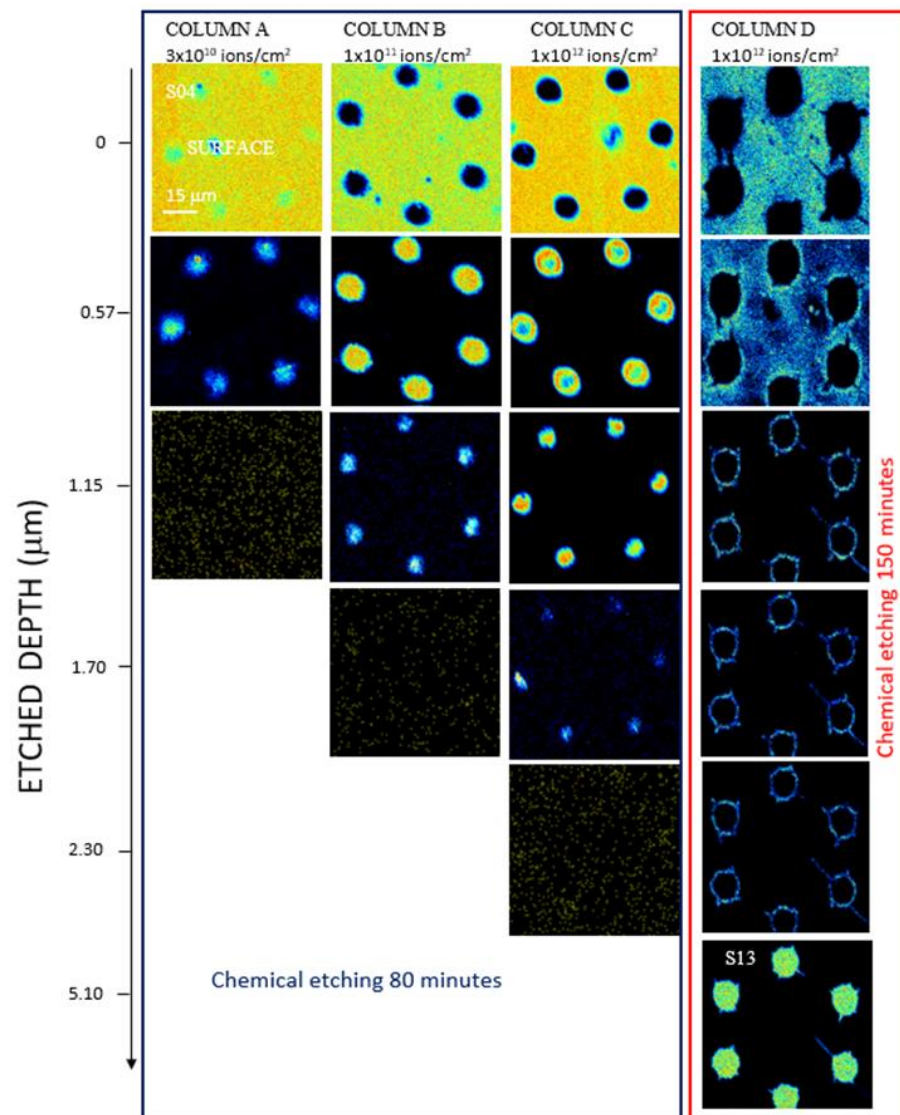 COLUMN A
3x10¹⁰ ions/cm²
COLUMN B
1x10¹¹ ions/cm²
COLUMN C
1x10¹² ions/cm²
COLUMN D
1x10¹² ions/cm²
S04
SURFACE
15 µm
0
0.57
1.15
1.70
2.30
5.10
ETCHED DEPTH (µm)
Chemical etching 80 minutes
Chemical etching 150 minutes
S13